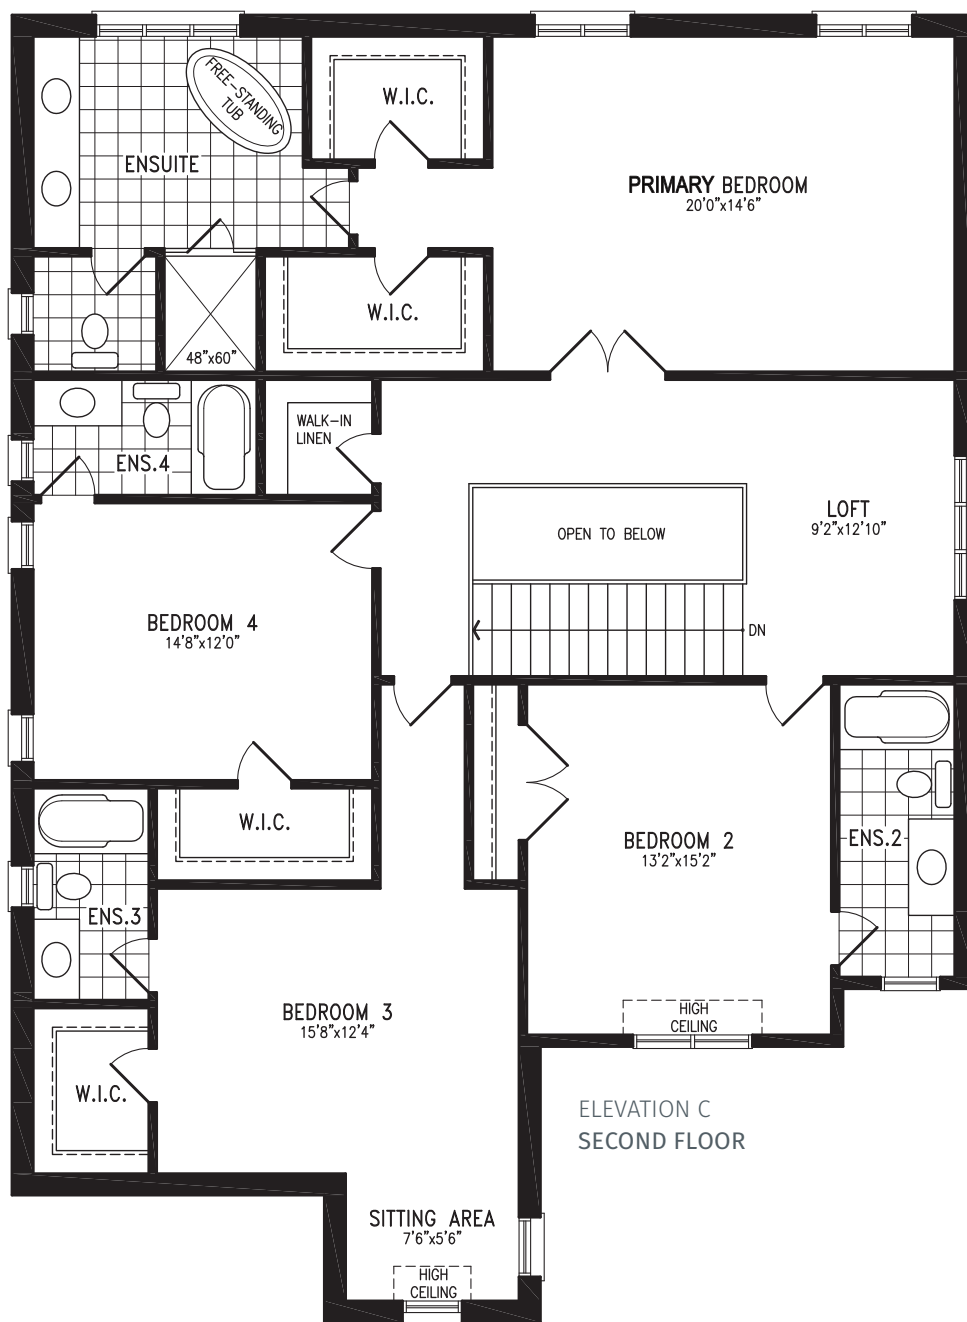 FREE-STANDING
TUB
W.I.C.
ENSUITE
PRIMARY BEDROOM
20'0"x14'6"
W.I.C.
48"x60"
WALK-IN
LINEN
ENS.4
OPEN TO BELOW
LOFT
9'2"x12'10"
BEDROOM 4
14'8"x12'0"
DN
W.I.C.
BEDROOM 2
13'2"x15'2"
ENS.2
ENS.3
BEDROOM 3
15'8"x12'4"
HIGH
CEILING
W.I.C.
ELEVATION C
SECOND FLOOR
SITTING AREA
7'6"x5'6"
HIGH
CEILING